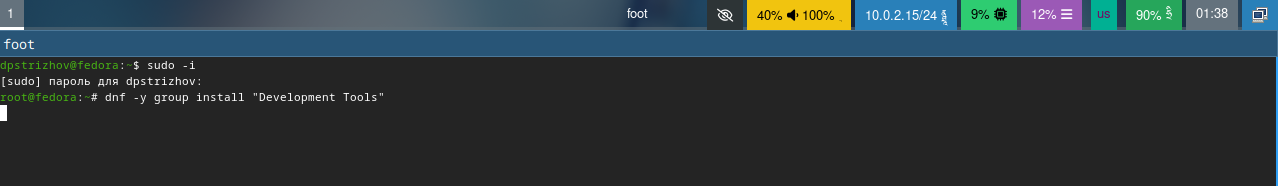 1 foot 40% 100% 10.0.2.15/24 9% 12% us 90% 01:38
foot
dpstrizhov@fedora:~$ sudo -i
[sudo] пароль для dpstrizhov:
root@fedora:~# dnf -y group install "Development Tools"